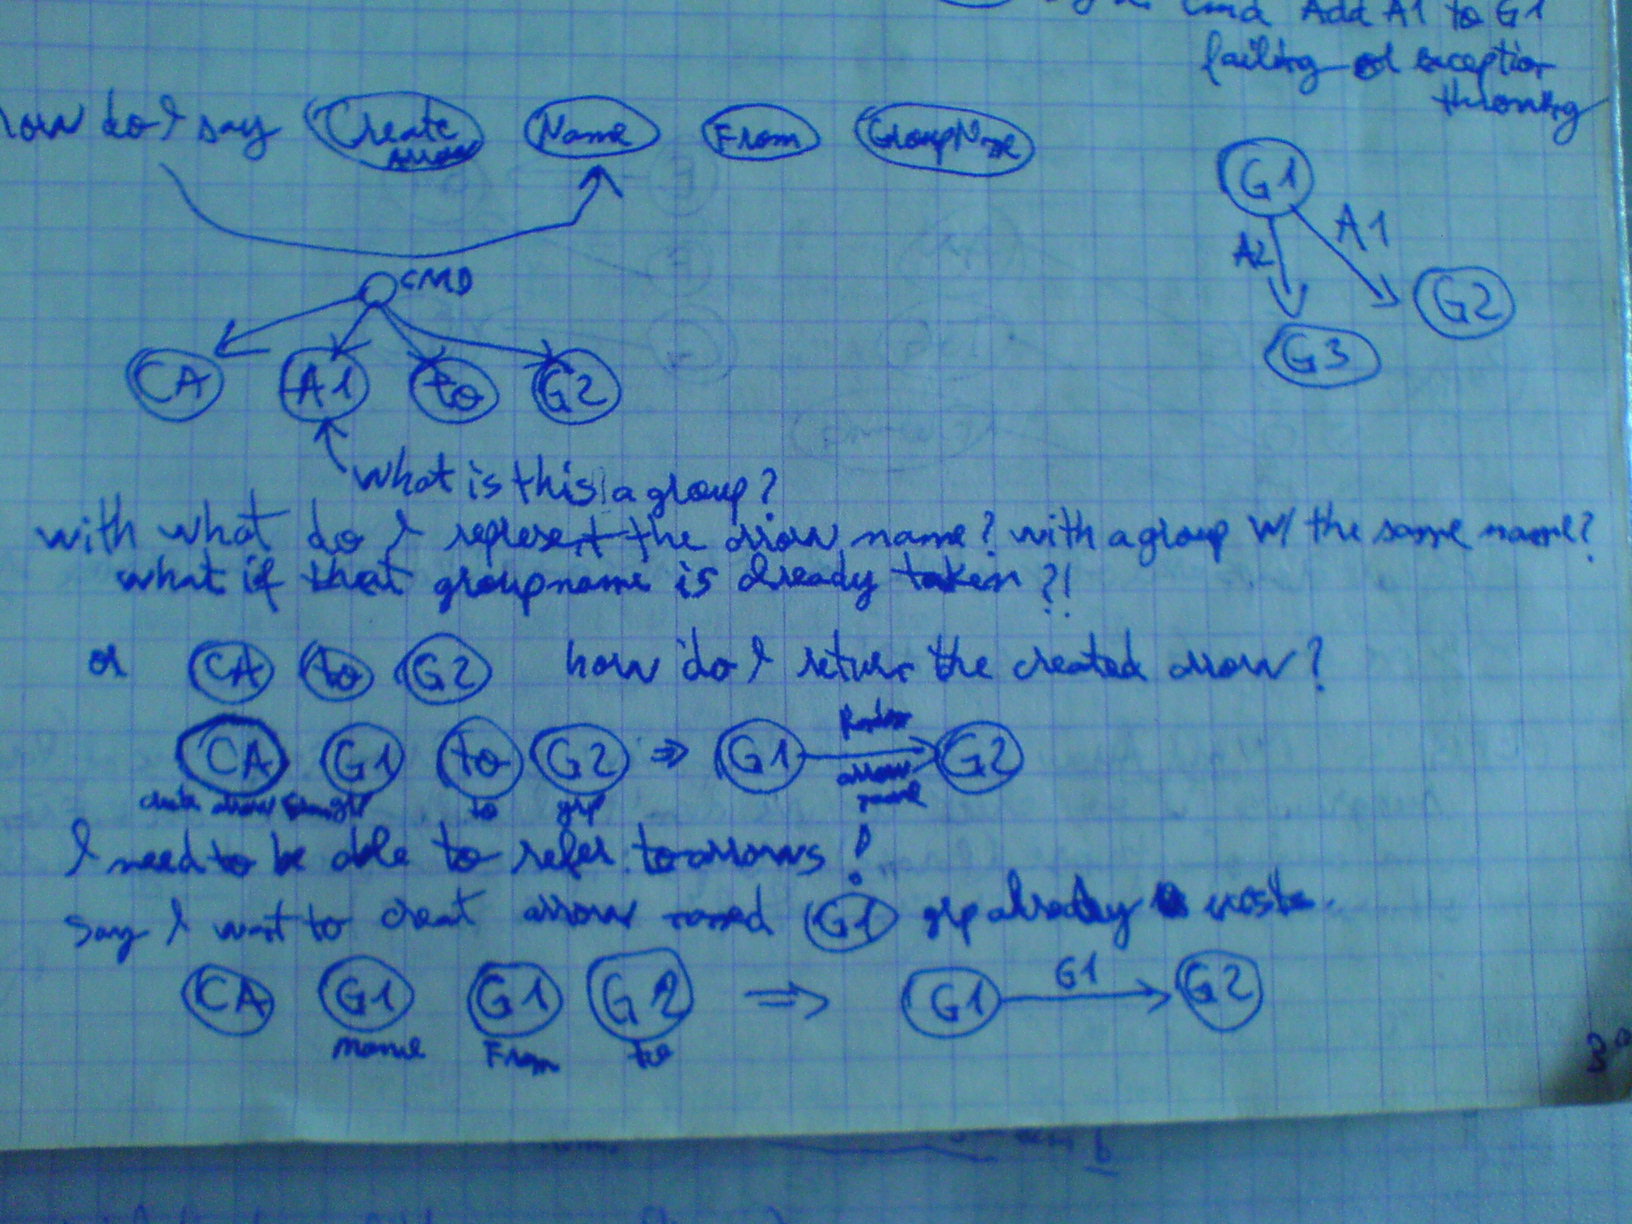 cmd Add A1 to G1
failing or exception
throwing
how do I say Create arrow Name From GroupName
G1
A1
A2
G2
G3
CMD
CA A1 to G2
what is this a group?
with what do I represent the arrow name? with a group w/ the same name?
what if that groupname is already taken?!
or CA to G2 how do I return the created arrow?
CA G1 to G2 ⇒ G1 arrow name G2
create arrow to grp
I need to be able to refer to arrows!
say I want to creat arrow named G1 grp already exists
CA G1 G1 G2 ⇒ G1 G1 G2
name From to